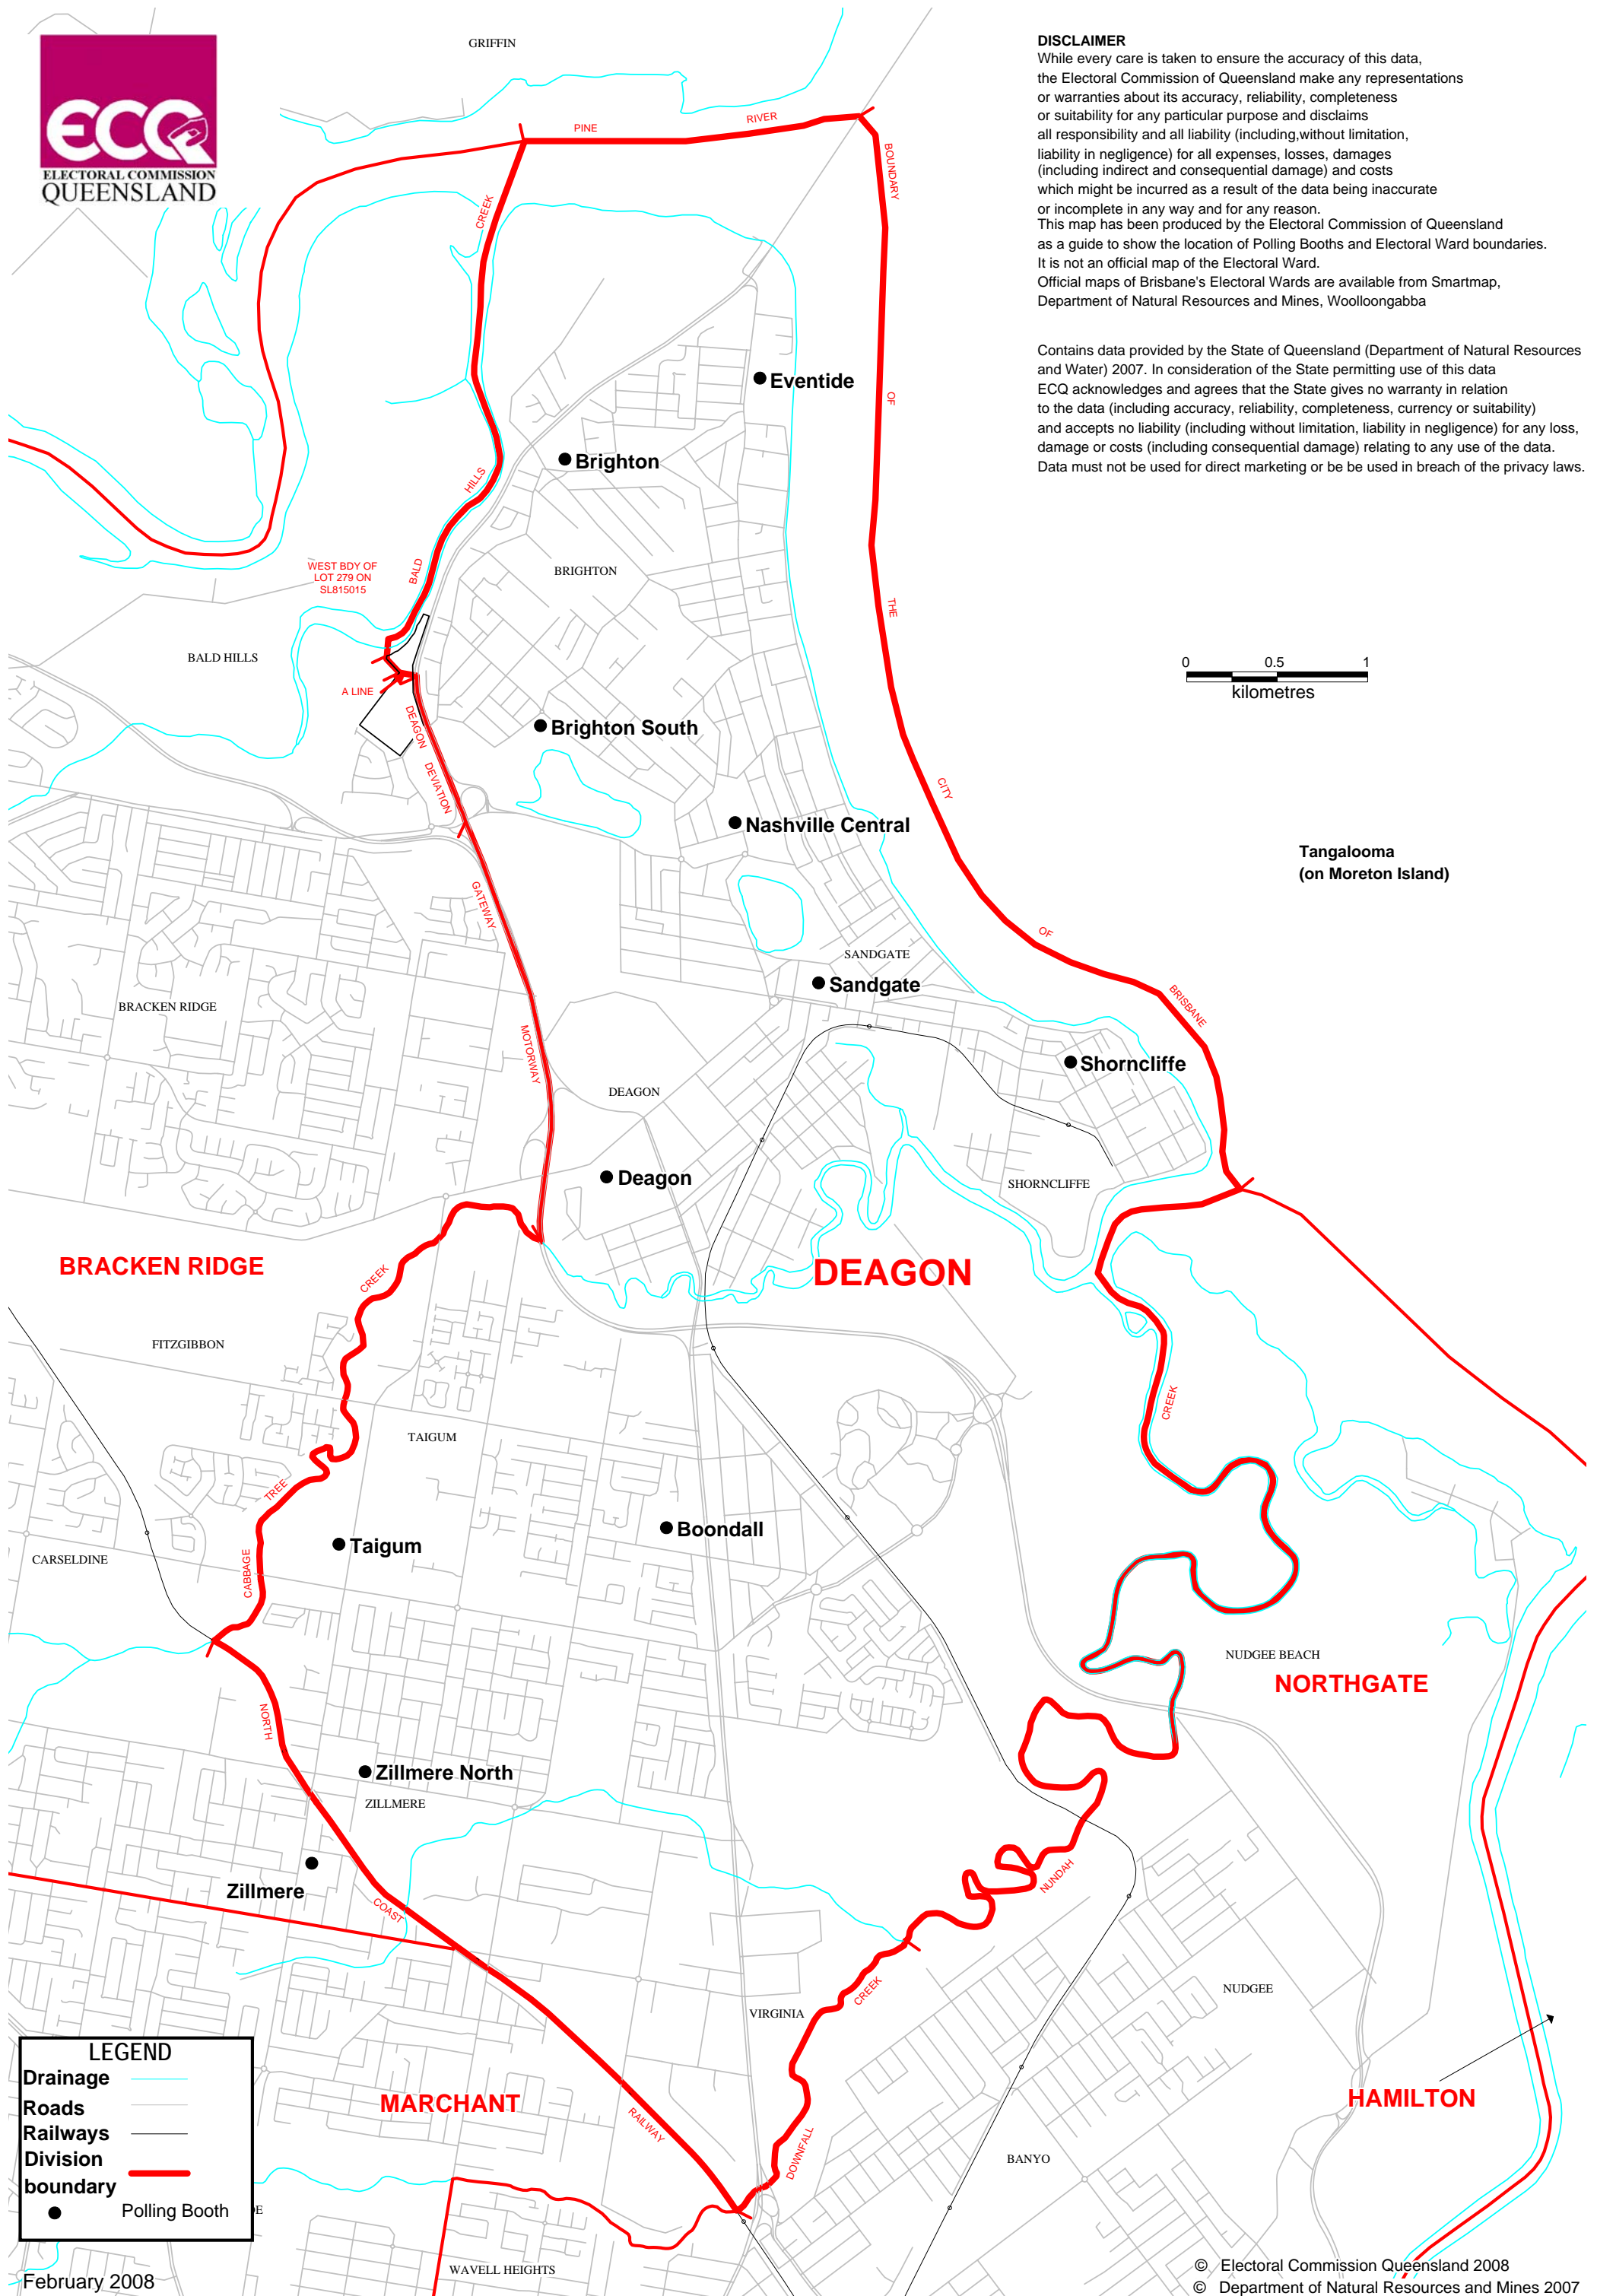 ECQ
ELECTORAL COMMISSION
QUEENSLAND
DISCLAIMER
While every care is taken to ensure the accuracy of this data,
the Electoral Commission of Queensland make any representations
or warranties about its accuracy, reliability, completeness
or suitability for any particular purpose and disclaims
all responsibility and all liability (including,without limitation,
liability in negligence) for all expenses, losses, damages
(including indirect and consequential damage) and costs
which might be incurred as a result of the data being inaccurate
or incomplete in any way and for any reason.
This map has been produced by the Electoral Commission of Queensland
as a guide to show the location of Polling Booths and Electoral Ward boundaries.
It is not an official map of the Electoral Ward.
Official maps of Brisbane's Electoral Wards are available from Smartmap,
Department of Natural Resources and Mines, Woolloongabba
Contains data provided by the State of Queensland (Department of Natural Resources
and Water) 2007. In consideration of the State permitting use of this data
ECQ acknowledges and agrees that the State gives no warranty in relation
to the data (including accuracy, reliability, completeness, currency or suitability)
and accepts no liability (including without limitation, liability in negligence) for any loss,
damage or costs (including consequential damage) relating to any use of the data.
Data must not be used for direct marketing or be be used in breach of the privacy laws.
GRIFFIN
PINE
RIVER
BOUNDARY
CREEK
Eventide
OF
Brighton
HILLS
BRIGHTON
BALD
WEST BDY OF
LOT 279 ON
SL815015
THE
BALD HILLS
0 0.5 1
kilometres
A LINE
DEAGON
Brighton South
DEVIATION
CITY
Nashville Central
Tangalooma
(on Moreton Island)
GATEWAY
OF
SANDGATE
Sandgate
BRISBANE
BRACKEN RIDGE
MOTORWAY
Shorncliffe
DEAGON
Deagon
SHORNCLIFFE
BRACKEN RIDGE
DEAGON
CREEK
FITZGIBBON
CREEK
TAIGUM
TREE
Boondall
Taigum
CARSELDINE
CABBAGE
NUDGEE BEACH
NORTHGATE
NORTH
Zillmere North
ZILLMERE
NUNDAH
Zillmere
COAST
CREEK
NUDGEE
VIRGINIA
LEGEND
Drainage
Roads
Railways
Division
boundary
Polling Booth
MARCHANT
RAILWAY
HAMILTON
DOWNFALL
BANYO
E
WAVELL HEIGHTS
February 2008
© Electoral Commission Queensland 2008
© Department of Natural Resources and Mines 2007